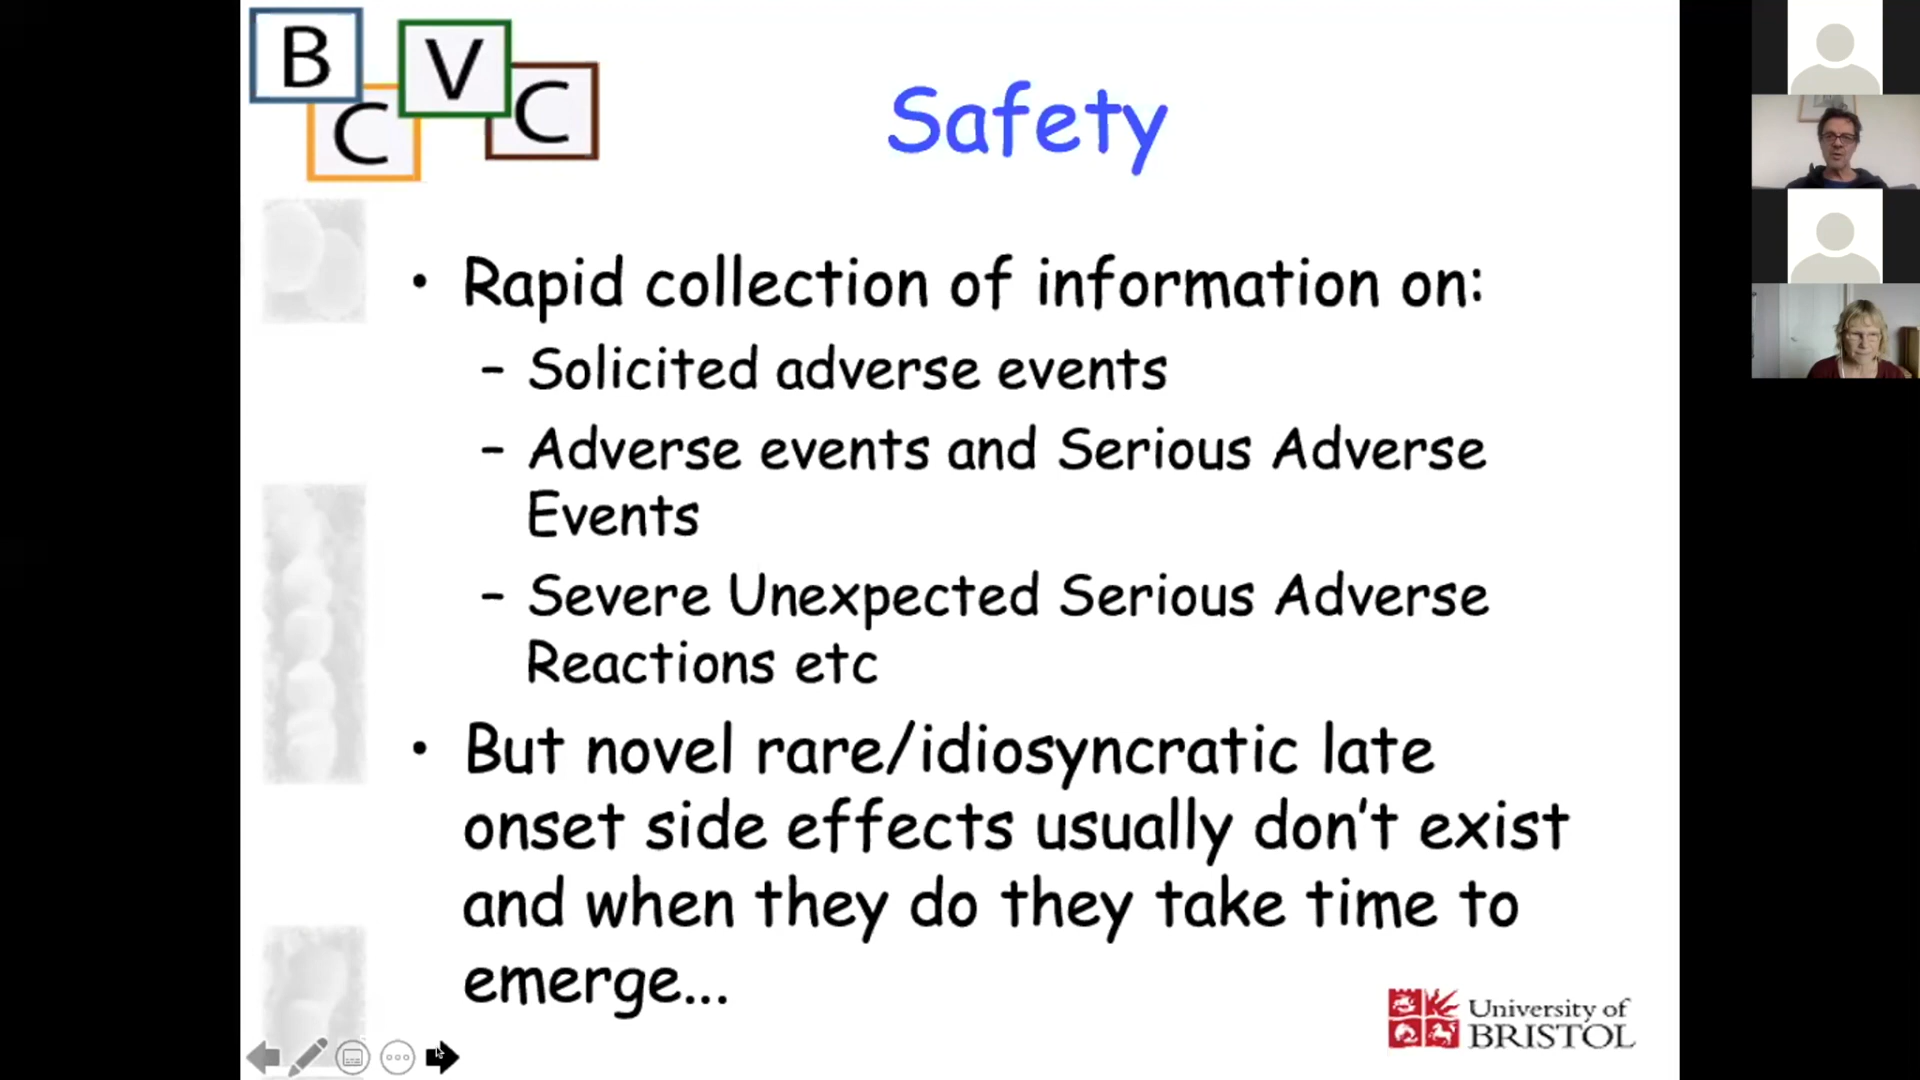 B
C
V
C
Safety
• Rapid collection of information on:
– Solicited adverse events
– Adverse events and Serious Adverse
Events
– Severe Unexpected Serious Adverse
Reactions etc
• But novel rare/idiosyncratic late
onset side effects usually don't exist
and when they do they take time to
emerge...
University of
BRISTOL